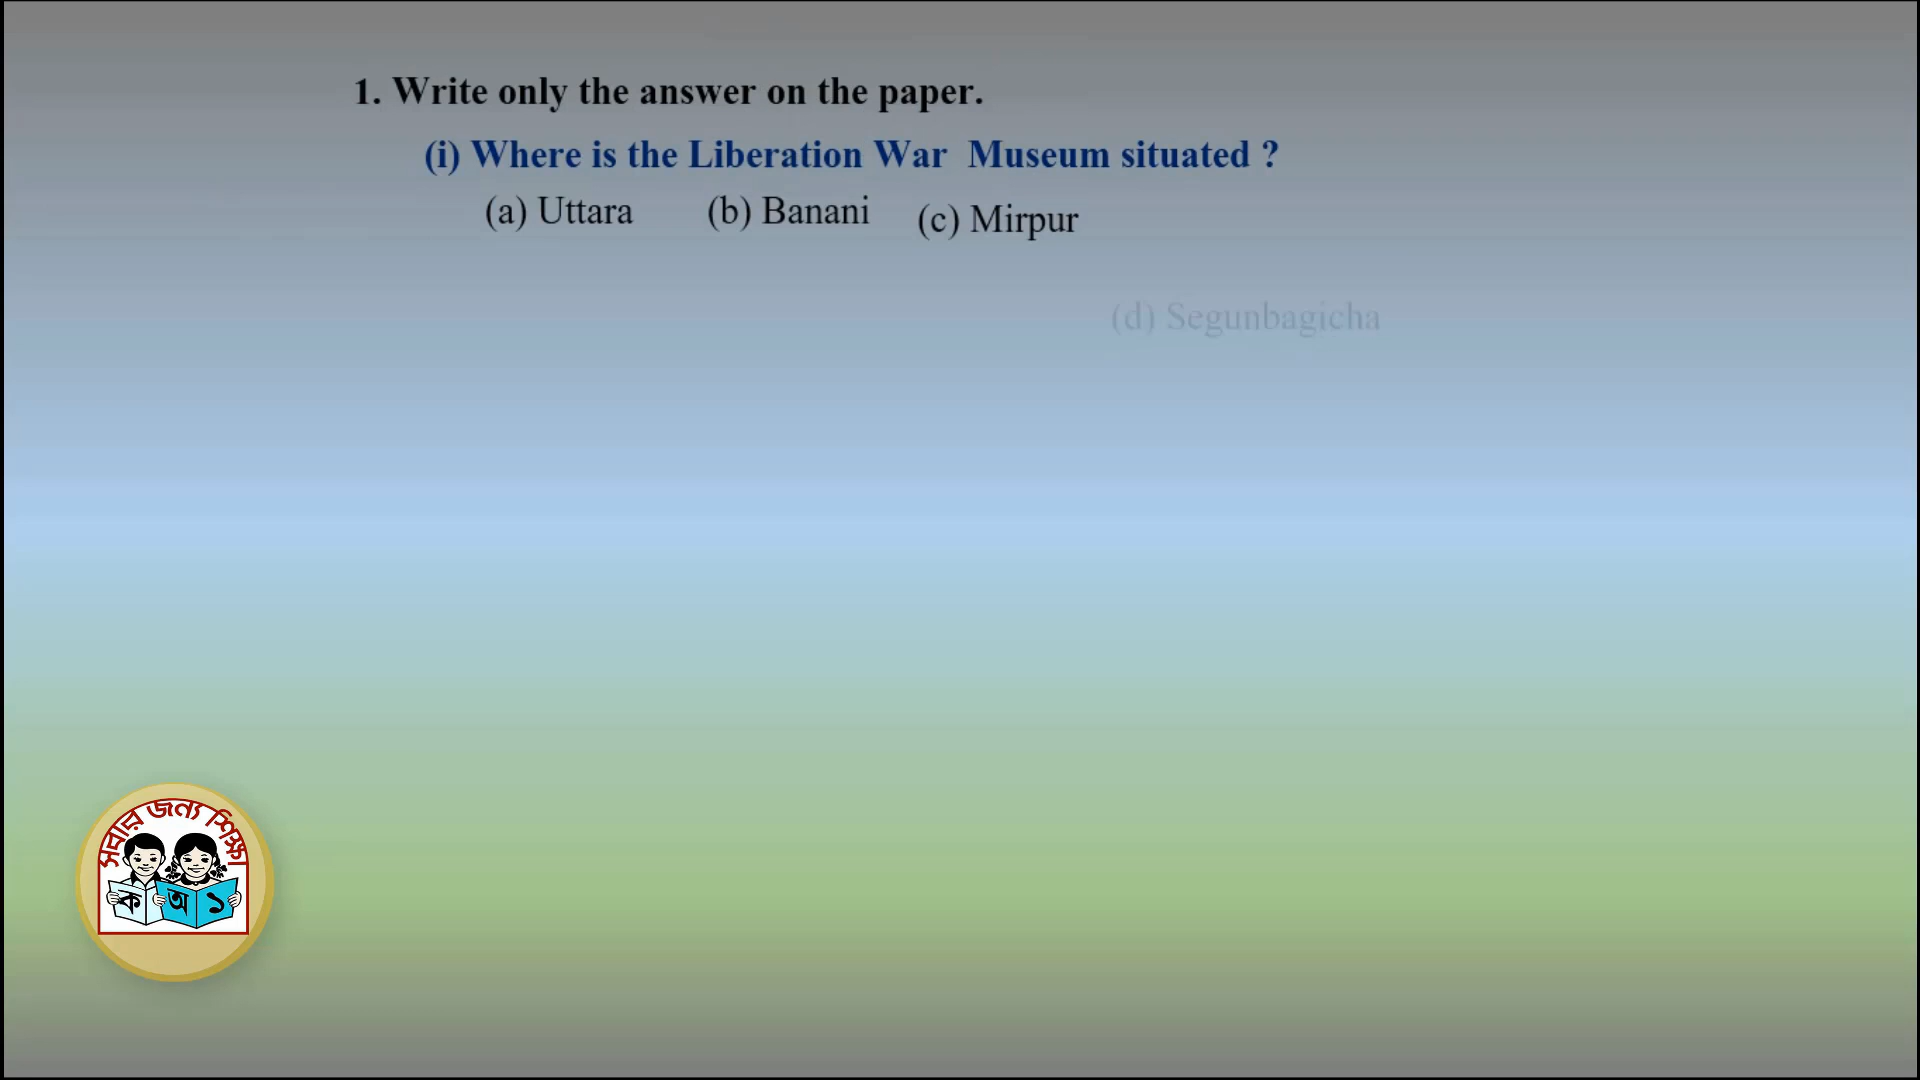 1. Write only the answer on the paper.
(i) Where is the Liberation War Museum situated ?
(a) Uttara (b) Banani (c) Mirpur
(d) Segunbagicha
সবার জন্য শিক্ষা
ক অ ১